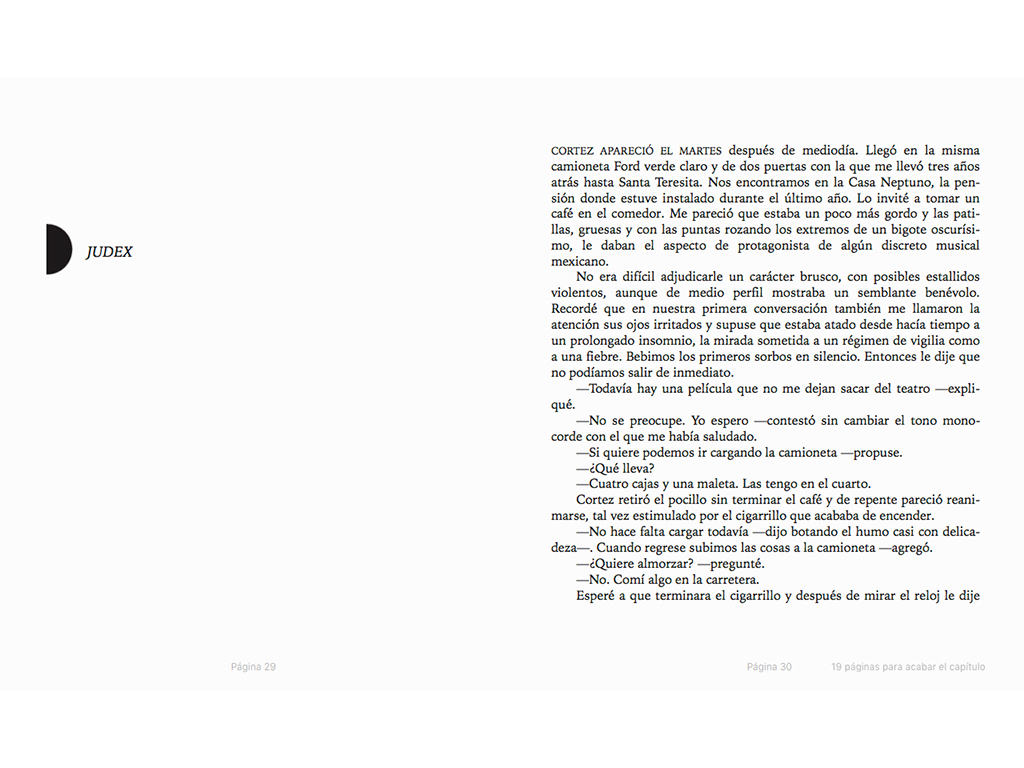 JUDEX
CORTEZ APARECIÓ EL MARTES después de mediodía. Llegó en la misma
camioneta Ford verde claro y de dos puertas con la que me llevó tres años
atrás hasta Santa Teresita. Nos encontramos en la Casa Neptuno, la pen-
sión donde estuve instalado durante el último año. Lo invité a tomar un
café en el comedor. Me pareció que estaba un poco más gordo y las pati-
llas, gruesas y con las puntas rozando los extremos de un bigote oscurísi-
mo, le daban el aspecto de protagonista de algún discreto musical
mexicano.
No era difícil adjudicarle un carácter brusco, con posibles estallidos
violentos, aunque de medio perfil mostraba un semblante benévolo.
Recordé que en nuestra primera conversación también me llamaron la
atención sus ojos irritados y supuse que estaba atado desde hacía tiempo a
un prolongado insomnio, la mirada sometida a un régimen de vigilia como
a una fiebre. Bebimos los primeros sorbos en silencio. Entonces le dije que
no podíamos salir de inmediato.
—Todavía hay una película que no me dejan sacar del teatro —expli-
qué.
—No se preocupe. Yo espero —contestó sin cambiar el tono mono-
corde con el que me había saludado.
—Si quiere podemos ir cargando la camioneta —propuse.
—¿Qué lleva?
—Cuatro cajas y una maleta. Las tengo en el cuarto.
Cortez retiró el pocillo sin terminar el café y de repente pareció reani-
marse, tal vez estimulado por el cigarrillo que acababa de encender.
—No hace falta cargar todavía —dijo botando el humo casi con delica-
deza—. Cuando regrese subimos las cosas a la camioneta —agregó.
—¿Quiere almorzar? —pregunté.
—No. Comí algo en la carretera.
Esperé a que terminara el cigarrillo y después de mirar el reloj le dije
Página 29
Página 30
19 páginas para acabar el capítulo